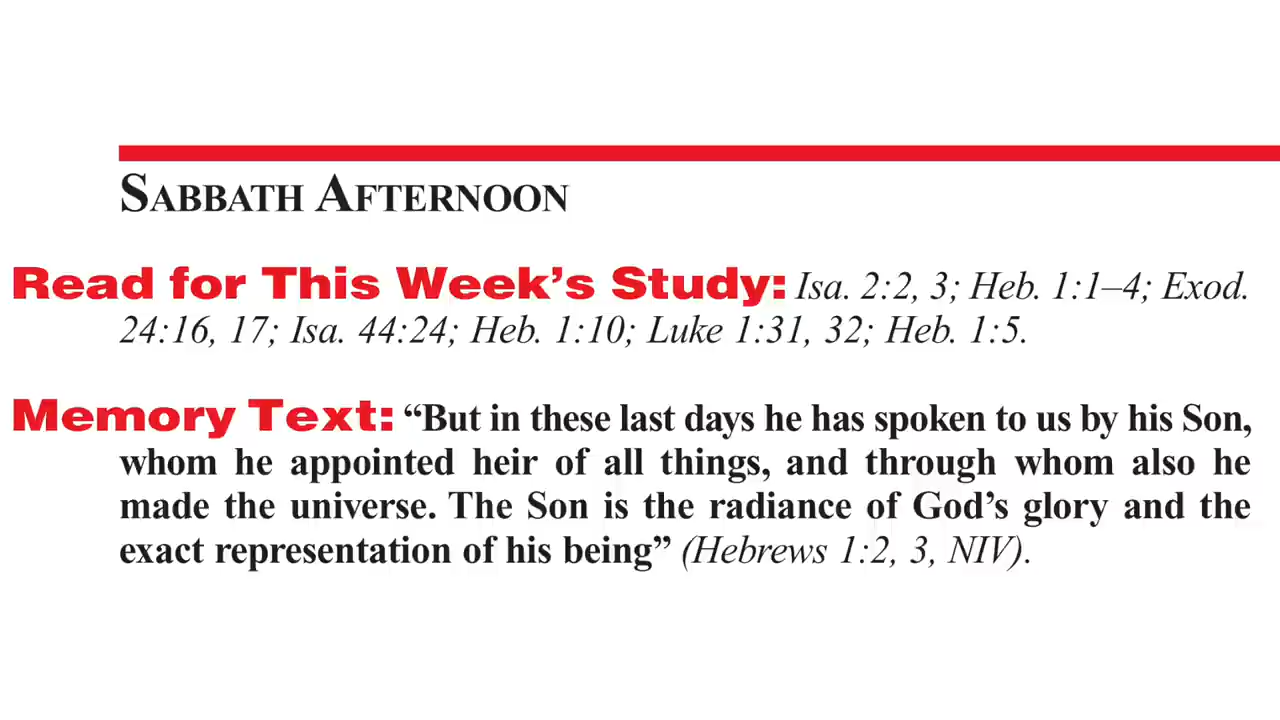 SABBATH AFTERNOON
Read for This Week’s Study: Isa. 2:2, 3; Heb. 1:1–4; Exod.
24:16, 17; Isa. 44:24; Heb. 1:10; Luke 1:31, 32; Heb. 1:5.
Memory Text: “But in these last days he has spoken to us by his Son,
whom he appointed heir of all things, and through whom also he
made the universe. The Son is the radiance of God’s glory and the
exact representation of his being” (Hebrews 1:2, 3, NIV).